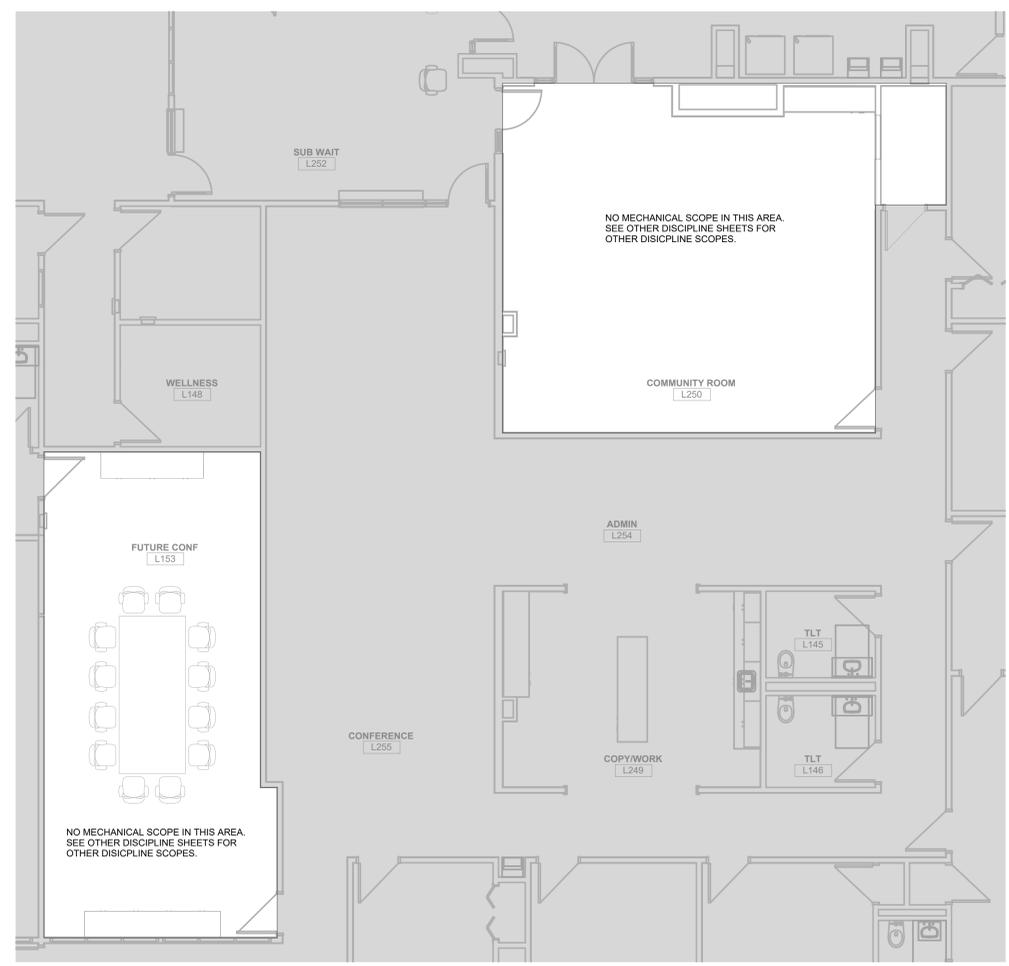 SUB WAIT
L252
NO MECHANICAL SCOPE IN THIS AREA.
SEE OTHER DISCIPLINE SHEETS FOR
OTHER DISICPLINE SCOPES.
WELLNESS
L148
COMMUNITY ROOM
L250
ADMIN
L254
FUTURE CONF
L153
TLT
L145
CONFERENCE
L255
COPY/WORK
L249
TLT
L146
NO MECHANICAL SCOPE IN THIS AREA.
SEE OTHER DISCIPLINE SHEETS FOR
OTHER DISICPLINE SCOPES.